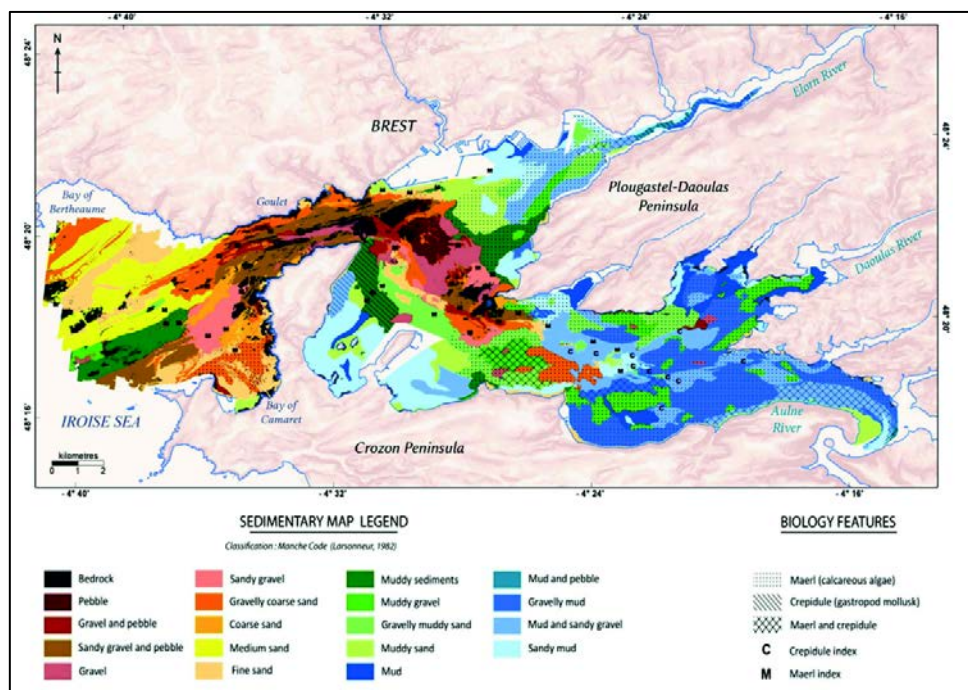 - 4° 40'
- 4° 32'
- 4° 24'
- 4° 16'
48° 24'
N
BREST
Elorn River
48° 24'
Bay of
Bertheaume
Goulet
Plougastel-Daoulas
Peninsula
48° 20'
Daoulas River
48° 20'
IROISE SEA
Bay of
Camaret
Aulne
River
48° 16'
Crozon Peninsula
kilometres
0 1 2
- 4° 40'
- 4° 32'
- 4° 24'
- 4° 16'
SEDIMENTARY MAP LEGEND
Classification : Manche Code (Larsonneur, 1982)
Bedrock
Pebble
Gravel and pebble
Sandy gravel and pebble
Gravel
Sandy gravel
Gravelly coarse sand
Coarse sand
Medium sand
Fine sand
Muddy sediments
Muddy gravel
Gravelly muddy sand
Muddy sand
Mud
Mud and pebble
Gravelly mud
Mud and sandy gravel
Sandy mud
BIOLOGY FEATURES
Maerl (calcareous algae)
Crepidule (gastropod mollusk)
Maerl and crepidule
C Crepidule index
M Maerl index